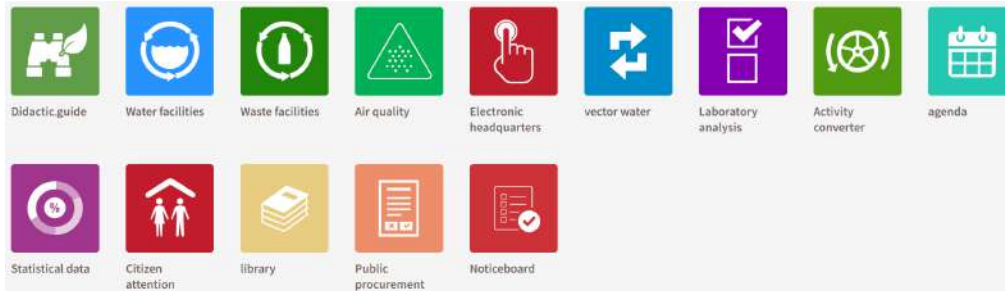 Didactic.guide
Water facilities
Waste facilities
Air quality
Electronic
headquarters
vector water
Laboratory
analysis
Activity
converter
agenda
%
Statistical data
Citizen
attention
library
Public
procurement
Noticeboard